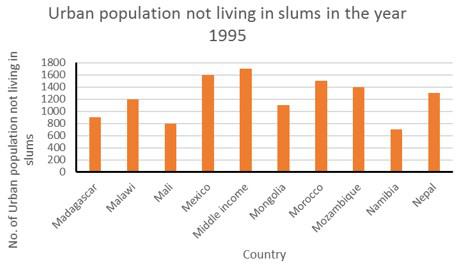 Urban population not living in slums in the year
1995
No. of Urban population not living in
slums
1800
1600
1400
1200
1000
800
600
400
200
0
Madagascar
Malawi
Mali
Mexico
Middle income
Mongolia
Morocco
Mozambique
Namibia
Nepal
Country